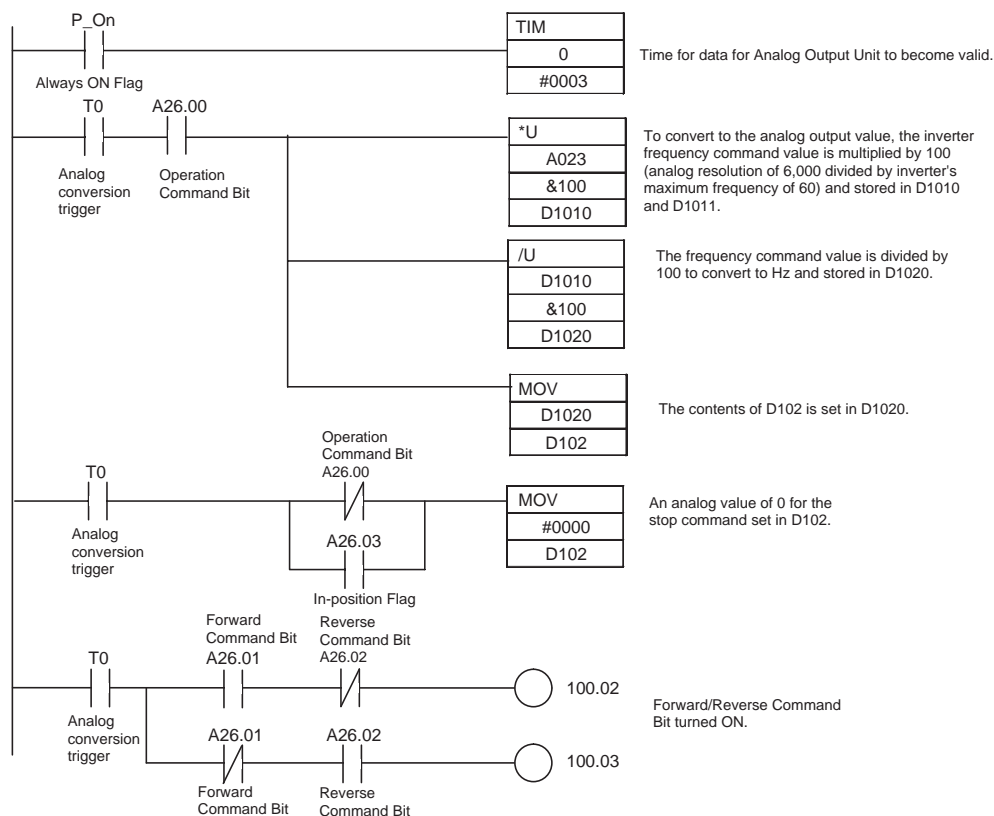 P_On
TIM
0
#0003
Time for data for Analog Output Unit to become valid.
Always ON Flag
T0
A26.00
Analog
conversion
trigger
Operation
Command Bit
*U
A023
&100
D1010
To convert to the analog output value, the inverter
frequency command value is multiplied by 100
(analog resolution of 6,000 divided by inverter's
maximum frequency of 60) and stored in D1010
and D1011.
/U
D1010
&100
D1020
The frequency command value is divided by
100 to convert to Hz and stored in D1020.
MOV
D1020
D102
The contents of D102 is set in D1020.
T0
Analog
conversion
trigger
Operation
Command Bit
A26.00
A26.03
In-position Flag
MOV
#0000
D102
An analog value of 0 for the
stop command set in D102.
T0
Analog
conversion
trigger
Forward
Command Bit
A26.01
Reverse
Command Bit
A26.02
100.02
Forward/Reverse Command
Bit turned ON.
A26.01
Forward
Command Bit
A26.02
Reverse
Command Bit
100.03